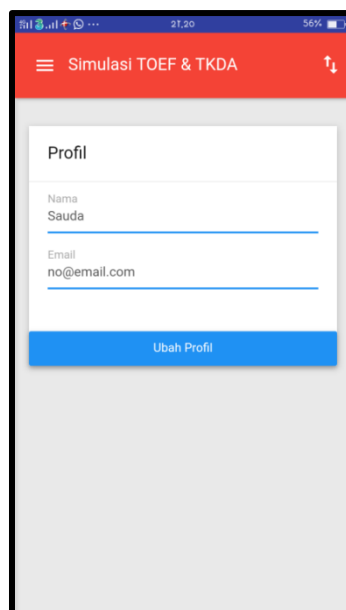 21,20
56%
Simulasi TOEF & TKDA
Profil
Nama
Sauda
Email
no@email.com
Ubah Profil